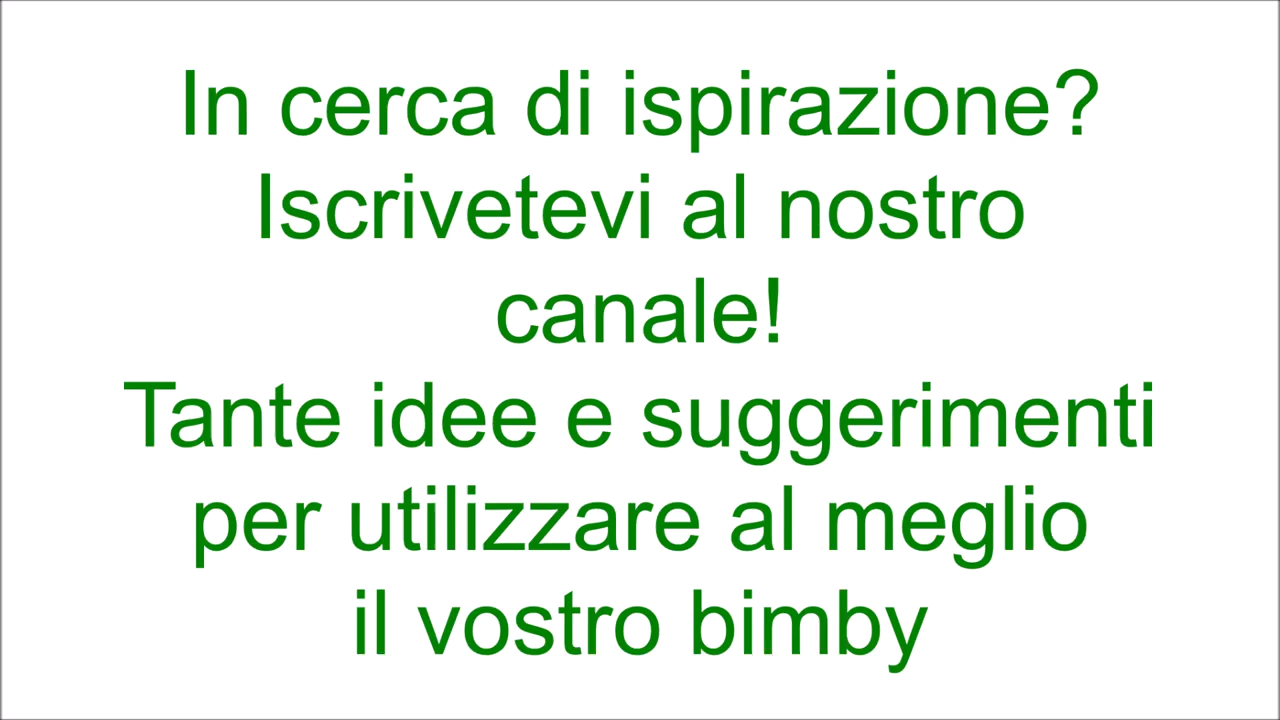 In cerca di ispirazione?
Iscrivetevi al nostro
canale!
Tante idee e suggerimenti
per utilizzare al meglio
il vostro bimby